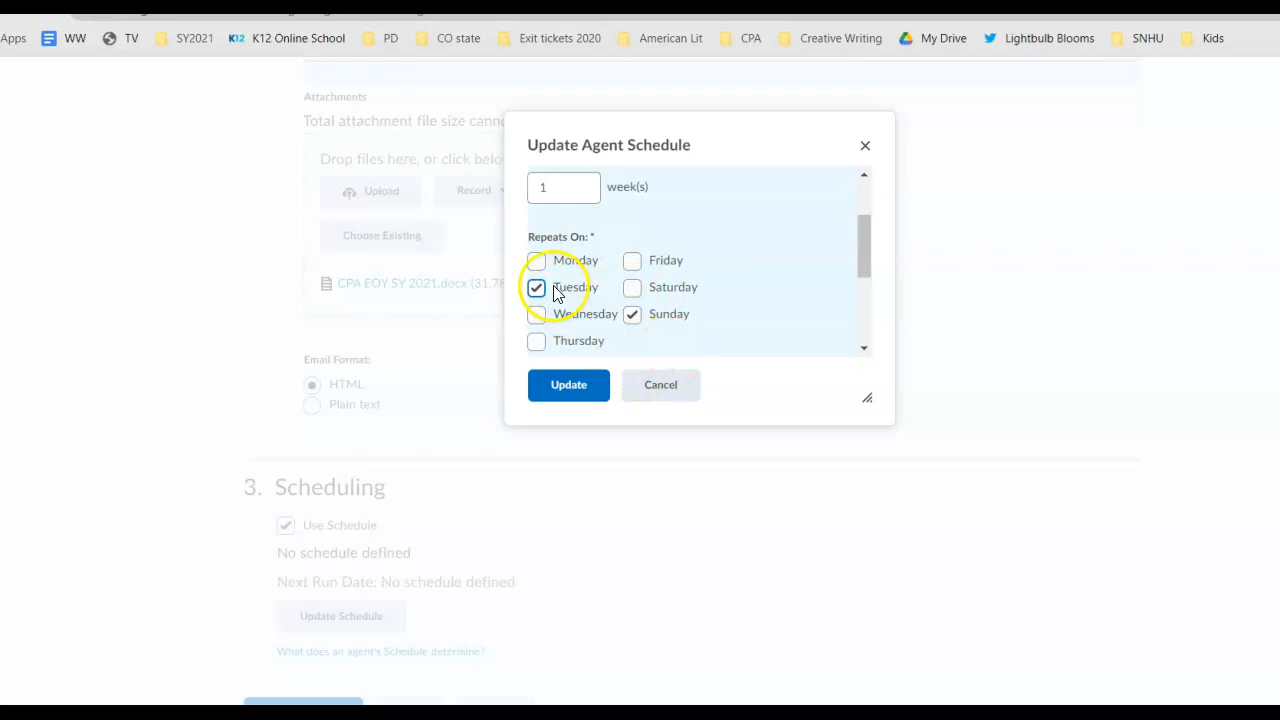 Apps WW TV SY2021 K12 K12 Online School PD CO state Exit tickets 2020 American Lit CPA Creative Writing My Drive Lightbulb Blooms SNHU Kids
Attachments
Total attachment file size cann
Drop files here, or click belo
Upload Record
Choose Existing
CPA EOY SY 2021.docx (31.78
Email Format:
HTML
Plain text
Update Agent Schedule
1 week(s)
Repeats On: *
Monday Friday
Tuesday Saturday
Wednesday Sunday
Thursday
Update Cancel
3. Scheduling
Use Schedule
No schedule defined
Next Run Date: No schedule defined
Update Schedule
What does an agent's Schedule determine?